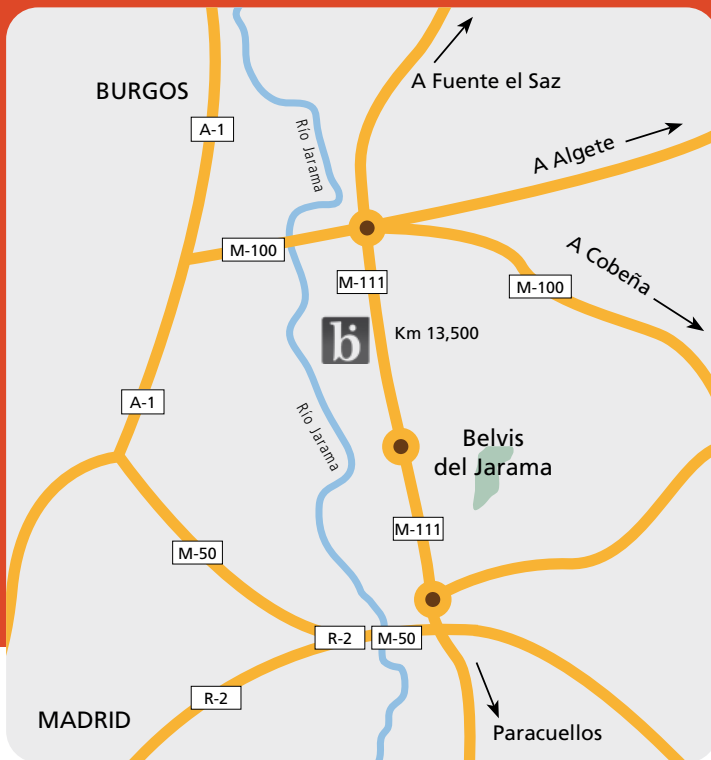 A Fuente el Saz
BURGOS
A-1
Río Jarama
A Algete
M-100
A Cobeña
M-111
M-100
bi
Km 13,500
A-1
Río Jarama
Belvis
del Jarama
M-111
M-50
R-2
M-50
R-2
MADRID
Paracuellos